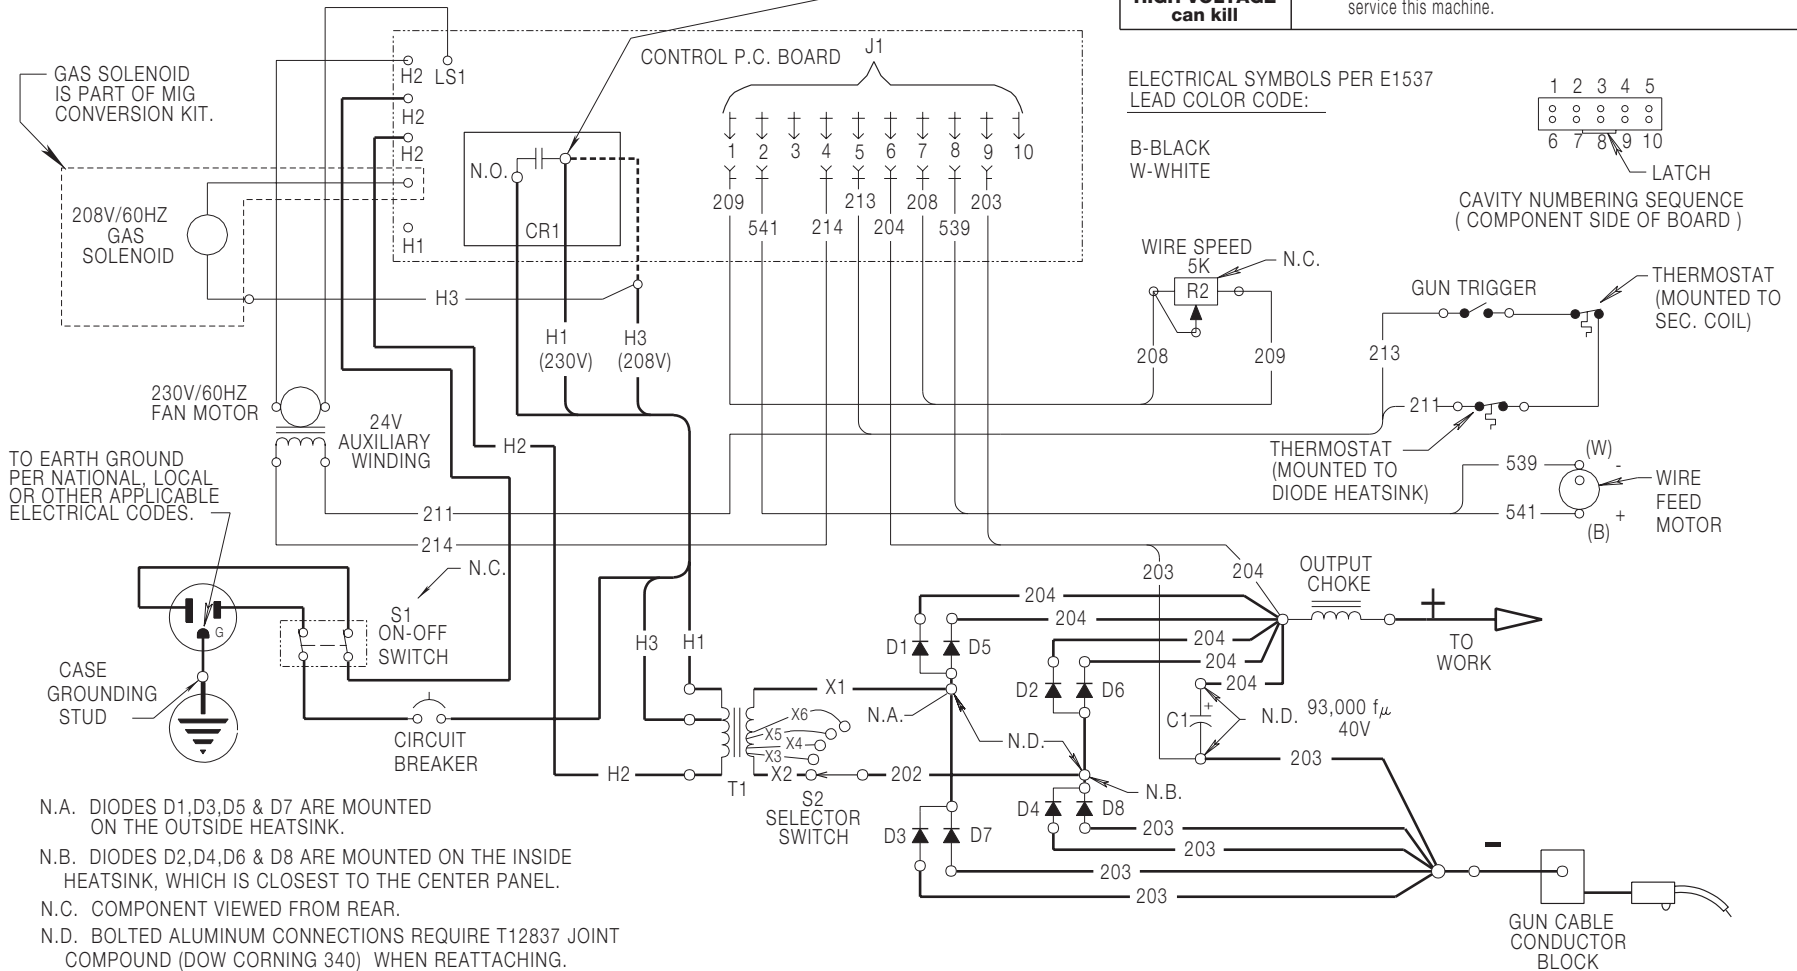 HIGH VOLTAGE
can kill
service this machine.
GAS SOLENOID
IS PART OF MIG
CONVERSION KIT.
H2 LS1
H2
H2
H1
CONTROL P.C. BOARD
J1
N.O.
CR1
1 2 3 4 5 6 7 8 9 10
209 213 208 203
541 214 204 539
ELECTRICAL SYMBOLS PER E1537
LEAD COLOR CODE:
B-BLACK
W-WHITE
1 2 3 4 5
6 7 8 9 10
LATCH
CAVITY NUMBERING SEQUENCE
( COMPONENT SIDE OF BOARD )
208V/60HZ
GAS
SOLENOID
H3
H1
(230V)
H3
(208V)
WIRE SPEED
5K
N.C.
R2
208
209
GUN TRIGGER
THERMOSTAT
(MOUNTED TO
SEC. COIL)
213
211
THERMOSTAT
(MOUNTED TO
DIODE HEATSINK)
230V/60HZ
FAN MOTOR
24V
AUXILIARY
WINDING
H2
TO EARTH GROUND
PER NATIONAL, LOCAL
OR OTHER APPLICABLE
ELECTRICAL CODES.
211
214
539
(W)
-
WIRE
FEED
MOTOR
541
+
(B)
N.C.
G
S1
ON-OFF
SWITCH
CASE
GROUNDING
STUD
CIRCUIT
BREAKER
H3
H1
H2
T1
X1
X6
X5
X4
X3
X2
S2
SELECTOR
SWITCH
202
203
204
OUTPUT
CHOKE
+
TO
WORK
204
204
204
204
204
D1
D5
D2
D6
N.A.
N.D.
N.B.
C1
+
N.D.
93,000 fµ
40V
203
D3
D7
D4
D8
203
203
203
203
-
GUN CABLE
CONDUCTOR
BLOCK
N.A. DIODES D1,D3,D5 & D7 ARE MOUNTED
ON THE OUTSIDE HEATSINK.
N.B. DIODES D2,D4,D6 & D8 ARE MOUNTED ON THE INSIDE
HEATSINK, WHICH IS CLOSEST TO THE CENTER PANEL.
N.C. COMPONENT VIEWED FROM REAR.
N.D. BOLTED ALUMINUM CONNECTIONS REQUIRE T12837 JOINT
COMPOUND (DOW CORNING 340) WHEN REATTACHING.